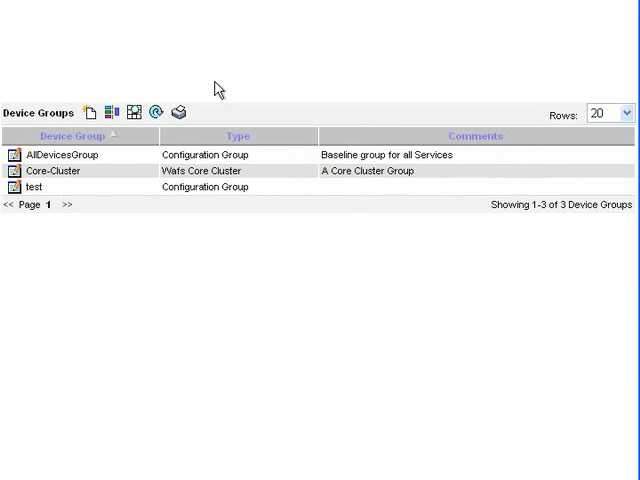 Device Groups
Rows: 20
Device Group Type Comments
AllDevicesGroup Configuration Group Baseline group for all Services
Core-Cluster Wafs Core Cluster A Core Cluster Group
test Configuration Group
<< Page 1 >> Showing 1-3 of 3 Device Groups